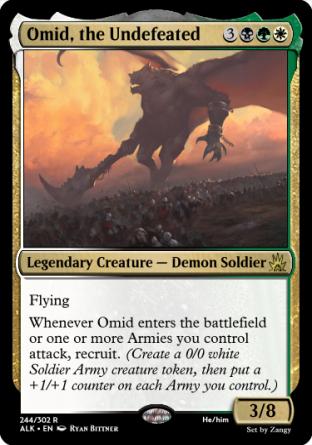 Omid, the Undefeated 3
Legendary Creature — Demon Soldier
Flying
Whenever Omid enters the battlefield
or one or more Armies you control
attack, recruit. (Create a 0/0 white
Soldier Army creature token, then put a
+1/+1 counter on each Army you control.)
3/8
244/302 R He/him
ALK • EN Ryan Bittner Set by Zangy